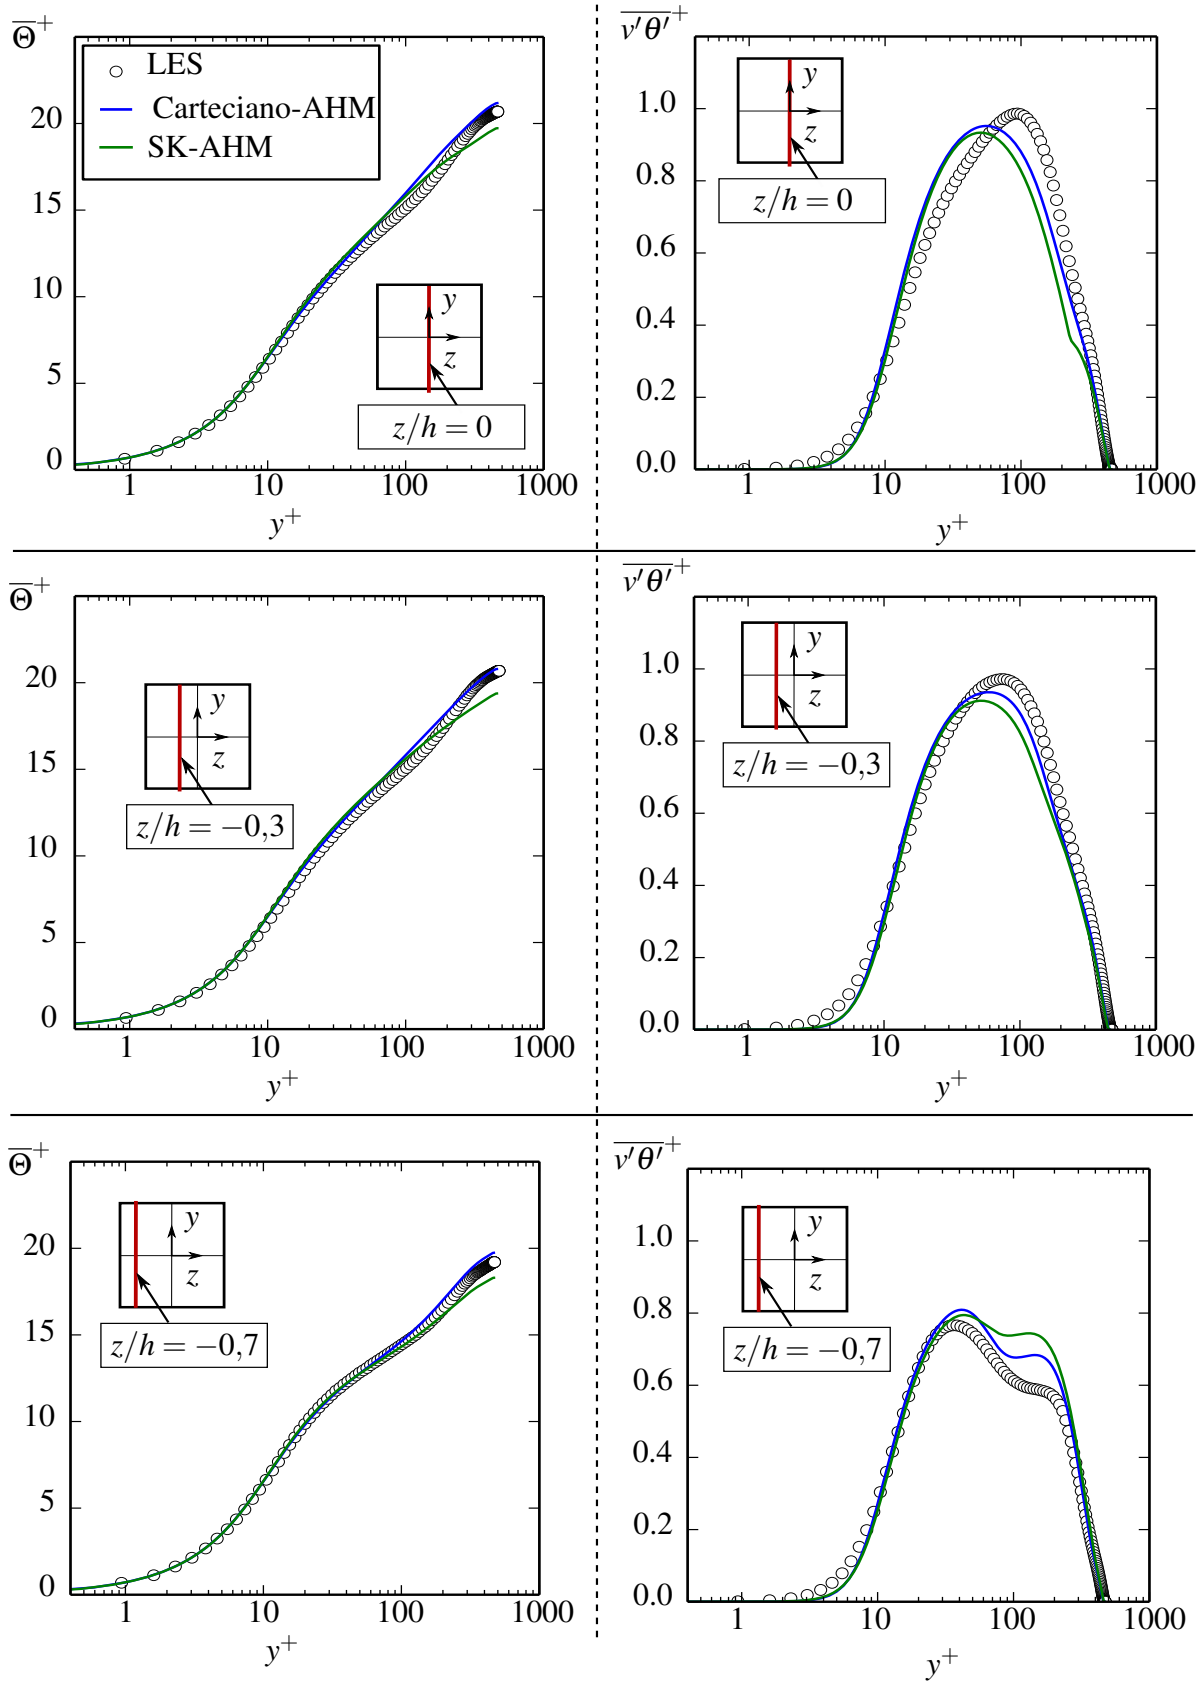 Θ̅⁺
LES
Carteciano-AHM
SK-AHM
20
15
10
5
0
y
z
z/h = 0
1 10 100 1000
y⁺
v′θ′⁺
1.0
0.8
0.6
0.4
0.2
0.0
y
z
z/h = 0
1 10 100 1000
y⁺
Θ̅⁺
20
15
10
5
0
y
z
z/h = −0,3
1 10 100 1000
y⁺
v′θ′⁺
1.0
0.8
0.6
0.4
0.2
0.0
y
z
z/h = −0,3
1 10 100 1000
y⁺
Θ̅⁺
20
15
10
5
0
y
z
z/h = −0,7
1 10 100 1000
y⁺
v′θ′⁺
1.0
0.8
0.6
0.4
0.2
0.0
y
z
z/h = −0,7
1 10 100 1000
y⁺